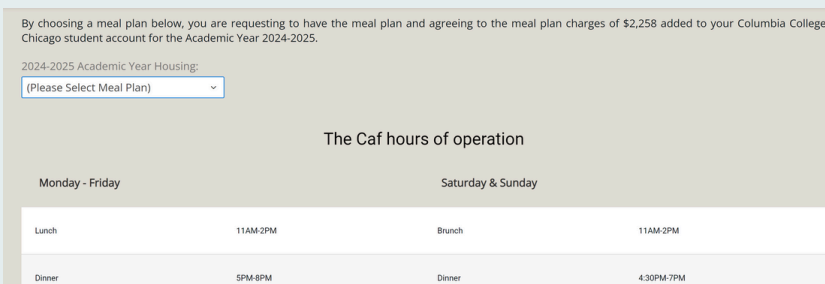 By choosing a meal plan below, you are requesting to have the meal plan and agreeing to the meal plan charges of $2,258 added to your Columbia College
Chicago student account for the Academic Year 2024-2025.
2024-2025 Academic Year Housing:
(Please Select Meal Plan)
The Caf hours of operation
Monday - Friday Saturday & Sunday
Lunch 11AM-2PM Brunch 11AM-2PM
Dinner 5PM-8PM Dinner 4:30PM-7PM